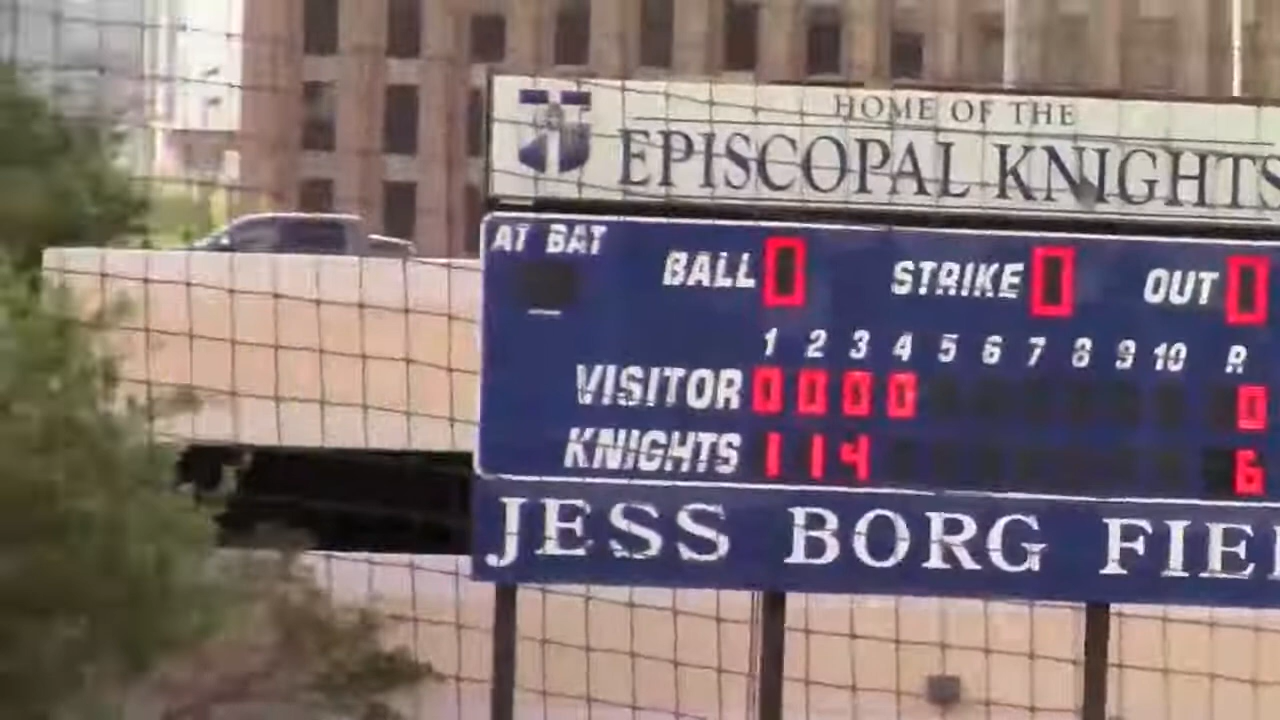 HOME OF THE
EPISCOPAL KNIGHTS
AT BAT
BALL 0 STRIKE 0 OUT 0
1 2 3 4 5 6 7 8 9 10 R
VISITOR 0 0 0 0 0
KNIGHTS 1 1 4 6
JESS BORG FIEL